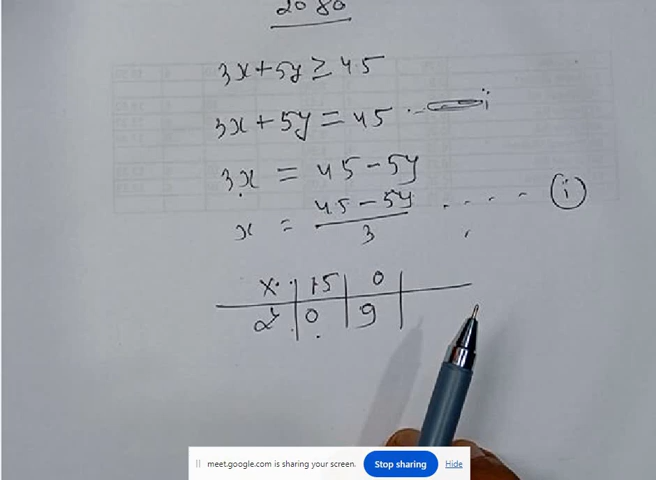 2080
3x+5y ≥ 45
3x+5y = 45 ... i
3x = 45-5y
x = 45-5y / 3 .... (i)
x 15 0
y 0 9
meet.google.com is sharing your screen. Stop sharing Hide